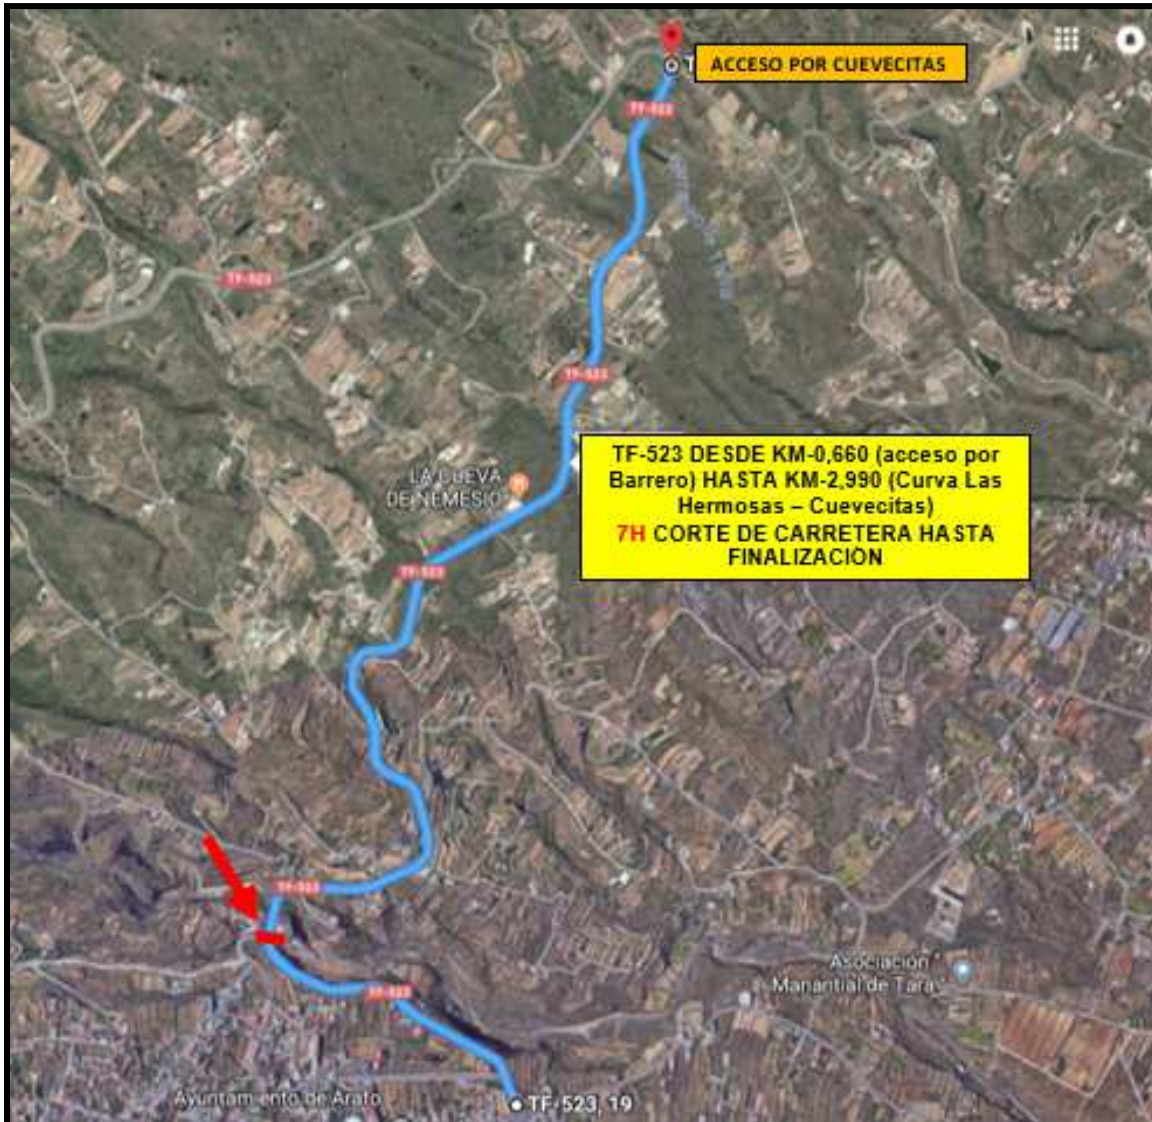 ACCESO POR CUEVECITAS
TF-523
TF-523
TF-523
TF-523 DESDE KM-0,660 (acceso por
Barrero) HASTA KM-2,990 (Curva Las
Hermosas – Cuevecitas)
7H CORTE DE CARRETERA HASTA
FINALIZACIÓN
LA CUEVA
DE NEMESIO
TF-523
TF-523
Asociación
Manantial de Tara
TF-523
Ayuntamiento de Arafo
TF-523, 19